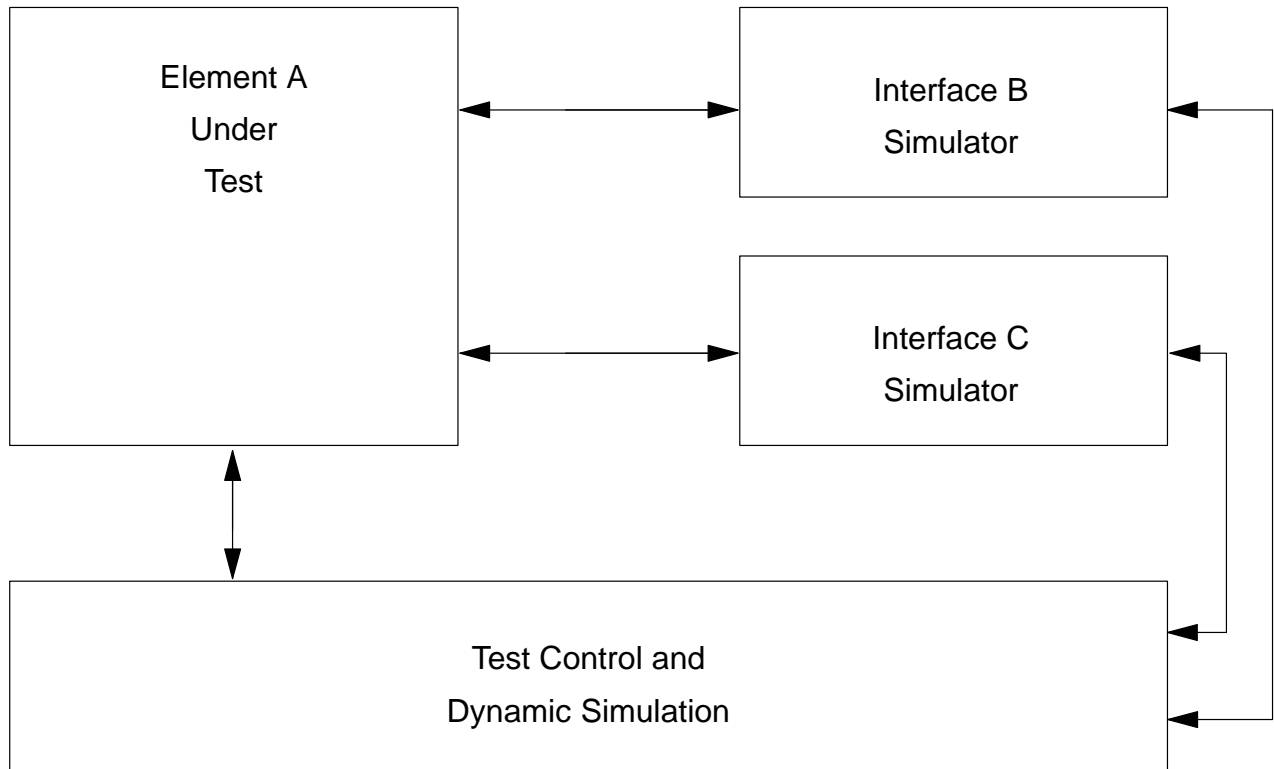 Element A
Under
Test
Interface B
Simulator
Interface C
Simulator
Test Control and
Dynamic Simulation